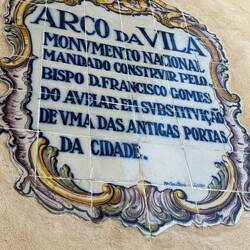 ARCO DA VILA
MONVMENTO NACIONAL
MANDADO CONSTRVIR PELO
BISPO D.FRANCISCO GOMES
DO AVELAR EM SVBSTITVIÇÃO
DE VMA DAS ANTIGAS PORTAS
DA CIDADE.